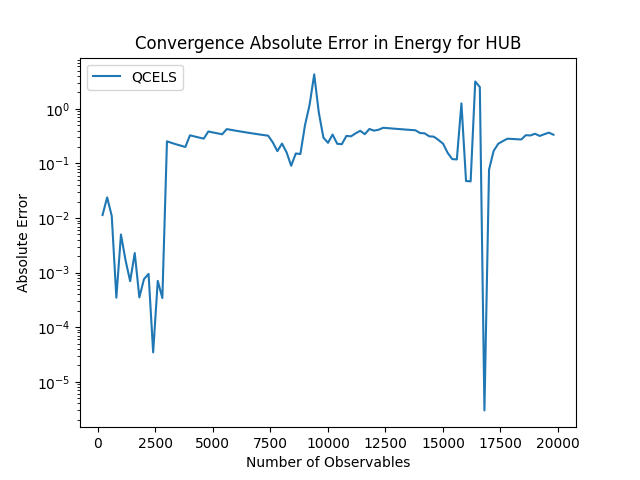 Convergence Absolute Error in Energy for HUB
QCELS
Absolute Error
10⁰
10⁻¹
10⁻²
10⁻³
10⁻⁴
10⁻⁵
0 2500 5000 7500 10000 12500 15000 17500 20000
Number of Observables